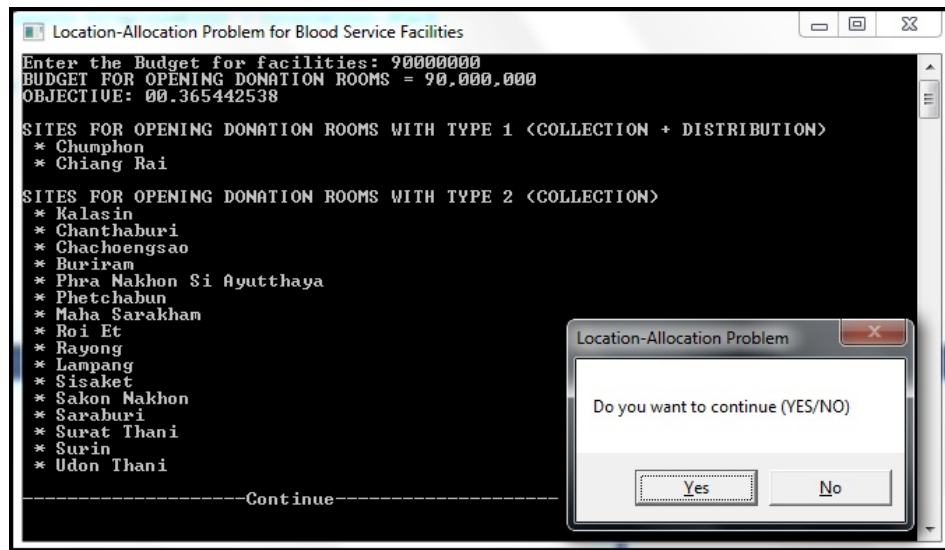 Location-Allocation Problem for Blood Service Facilities
Enter the Budget for facilities: 90000000
BUDGET FOR OPENING DONATION ROOMS = 90,000,000
OBJECTIVE: 00.365442538
SITES FOR OPENING DONATION ROOMS WITH TYPE 1 <COLLECTION + DISTRIBUTION>
* Chumphon
* Chiang Rai
SITES FOR OPENING DONATION ROOMS WITH TYPE 2 <COLLECTION>
* Kalasin
* Chanthaburi
* Chachoengsao
* Buriram
* Phra Nakhon Si Ayutthaya
* Phetchabun
* Maha Sarakham
* Roi Et
* Rayong
* Lampang
* Sisaket
* Sakon Nakhon
* Saraburi
* Surat Thani
* Surin
* Udon Thani
--------------------Continue--------------------
Location-Allocation Problem
Do you want to continue (YES/NO)
Yes
No